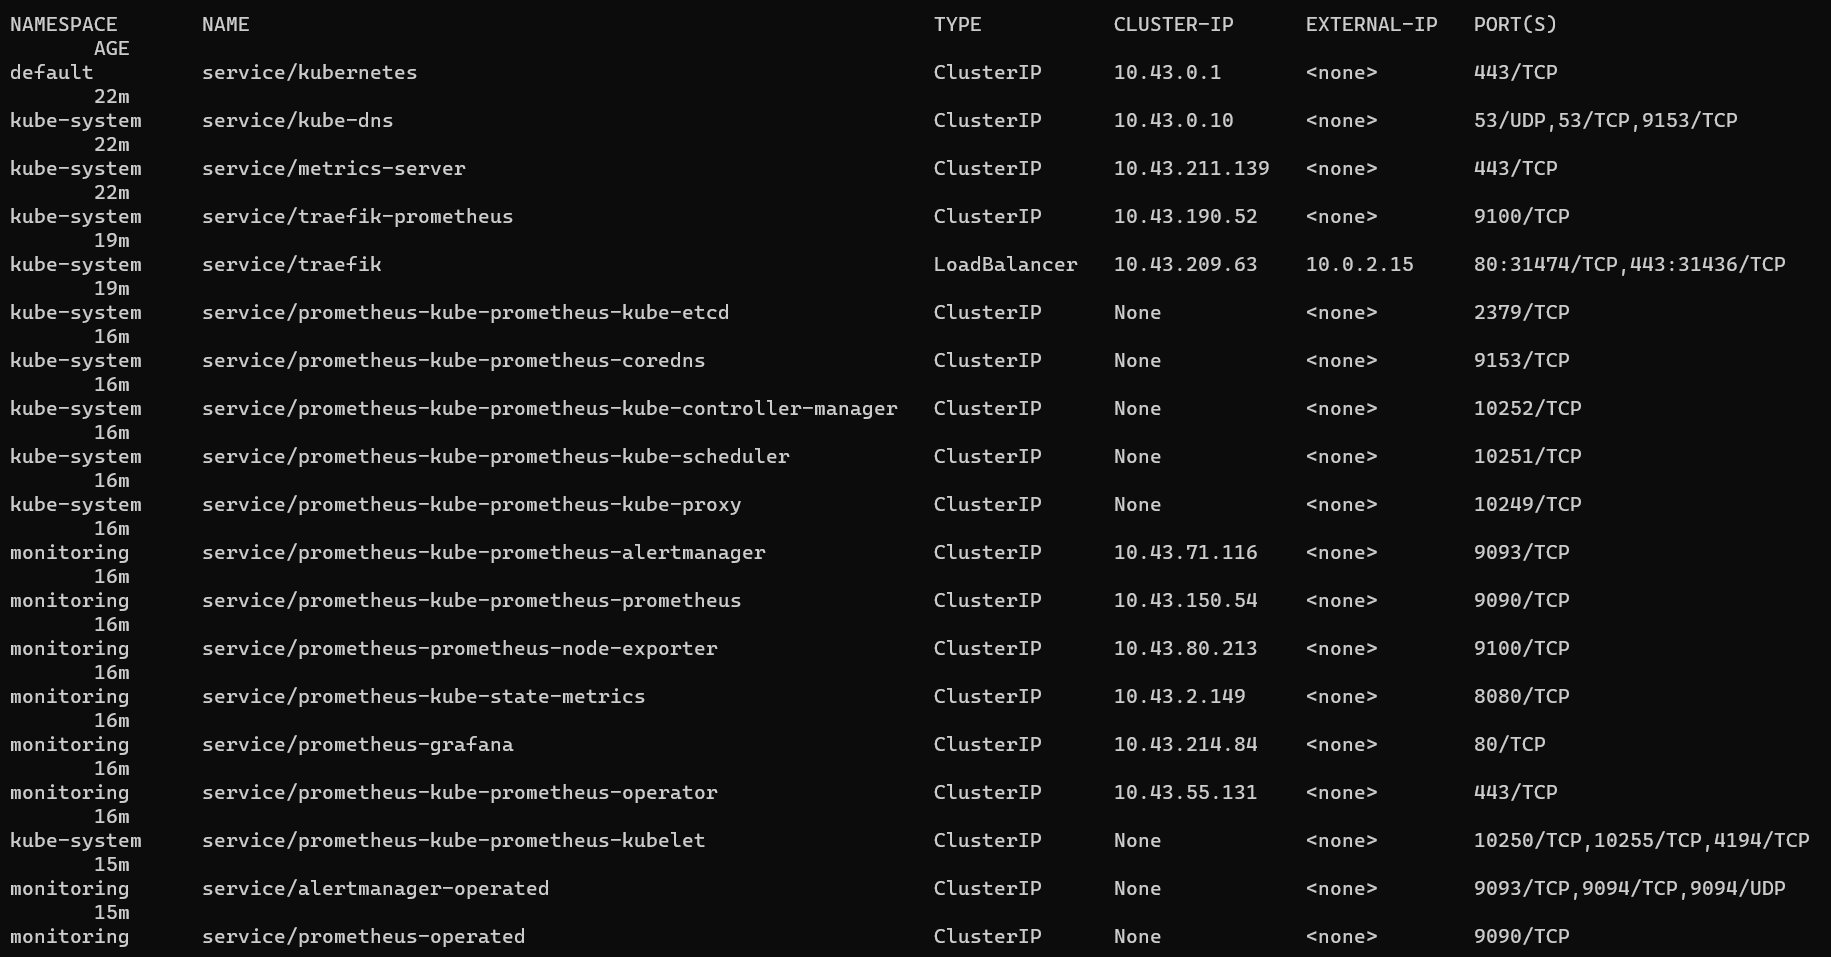 NAMESPACE     NAME                                                         TYPE           CLUSTER-IP      EXTERNAL-IP   PORT(S)
       AGE
default         service/kubernetes                                           ClusterIP      10.43.0.1       <none>        443/TCP
       22m
kube-system     service/kube-dns                                             ClusterIP      10.43.0.10      <none>        53/UDP,53/TCP,9153/TCP
       22m
kube-system     service/metrics-server                                       ClusterIP      10.43.211.139   <none>        443/TCP
       22m
kube-system     service/traefik-prometheus                                   ClusterIP      10.43.190.52    <none>        9100/TCP
       19m
kube-system     service/traefik                                              LoadBalancer   10.43.209.63    10.0.2.15     80:31474/TCP,443:31436/TCP
       19m
kube-system     service/prometheus-kube-prometheus-kube-etcd                 ClusterIP      None            <none>        2379/TCP
       16m
kube-system     service/prometheus-kube-prometheus-coredns                   ClusterIP      None            <none>        9153/TCP
       16m
kube-system     service/prometheus-kube-prometheus-kube-controller-manager   ClusterIP      None            <none>        10252/TCP
       16m
kube-system     service/prometheus-kube-prometheus-kube-scheduler            ClusterIP      None            <none>        10251/TCP
       16m
kube-system     service/prometheus-kube-prometheus-kube-proxy                ClusterIP      None            <none>        10249/TCP
       16m
monitoring      service/prometheus-kube-prometheus-alertmanager              ClusterIP      10.43.71.116    <none>        9093/TCP
       16m
monitoring      service/prometheus-kube-prometheus-prometheus                ClusterIP      10.43.150.54    <none>        9090/TCP
       16m
monitoring      service/prometheus-prometheus-node-exporter                  ClusterIP      10.43.80.213    <none>        9100/TCP
       16m
monitoring      service/prometheus-kube-state-metrics                        ClusterIP      10.43.2.149     <none>        8080/TCP
       16m
monitoring      service/prometheus-grafana                                   ClusterIP      10.43.214.84    <none>        80/TCP
       16m
monitoring      service/prometheus-kube-prometheus-operator                  ClusterIP      10.43.55.131    <none>        443/TCP
       16m
kube-system     service/prometheus-kube-prometheus-kubelet                   ClusterIP      None            <none>        10250/TCP,10255/TCP,4194/TCP
       15m
monitoring      service/alertmanager-operated                                ClusterIP      None            <none>        9093/TCP,9094/TCP,9094/UDP
       15m
monitoring      service/prometheus-operated                                  ClusterIP      None            <none>        9090/TCP